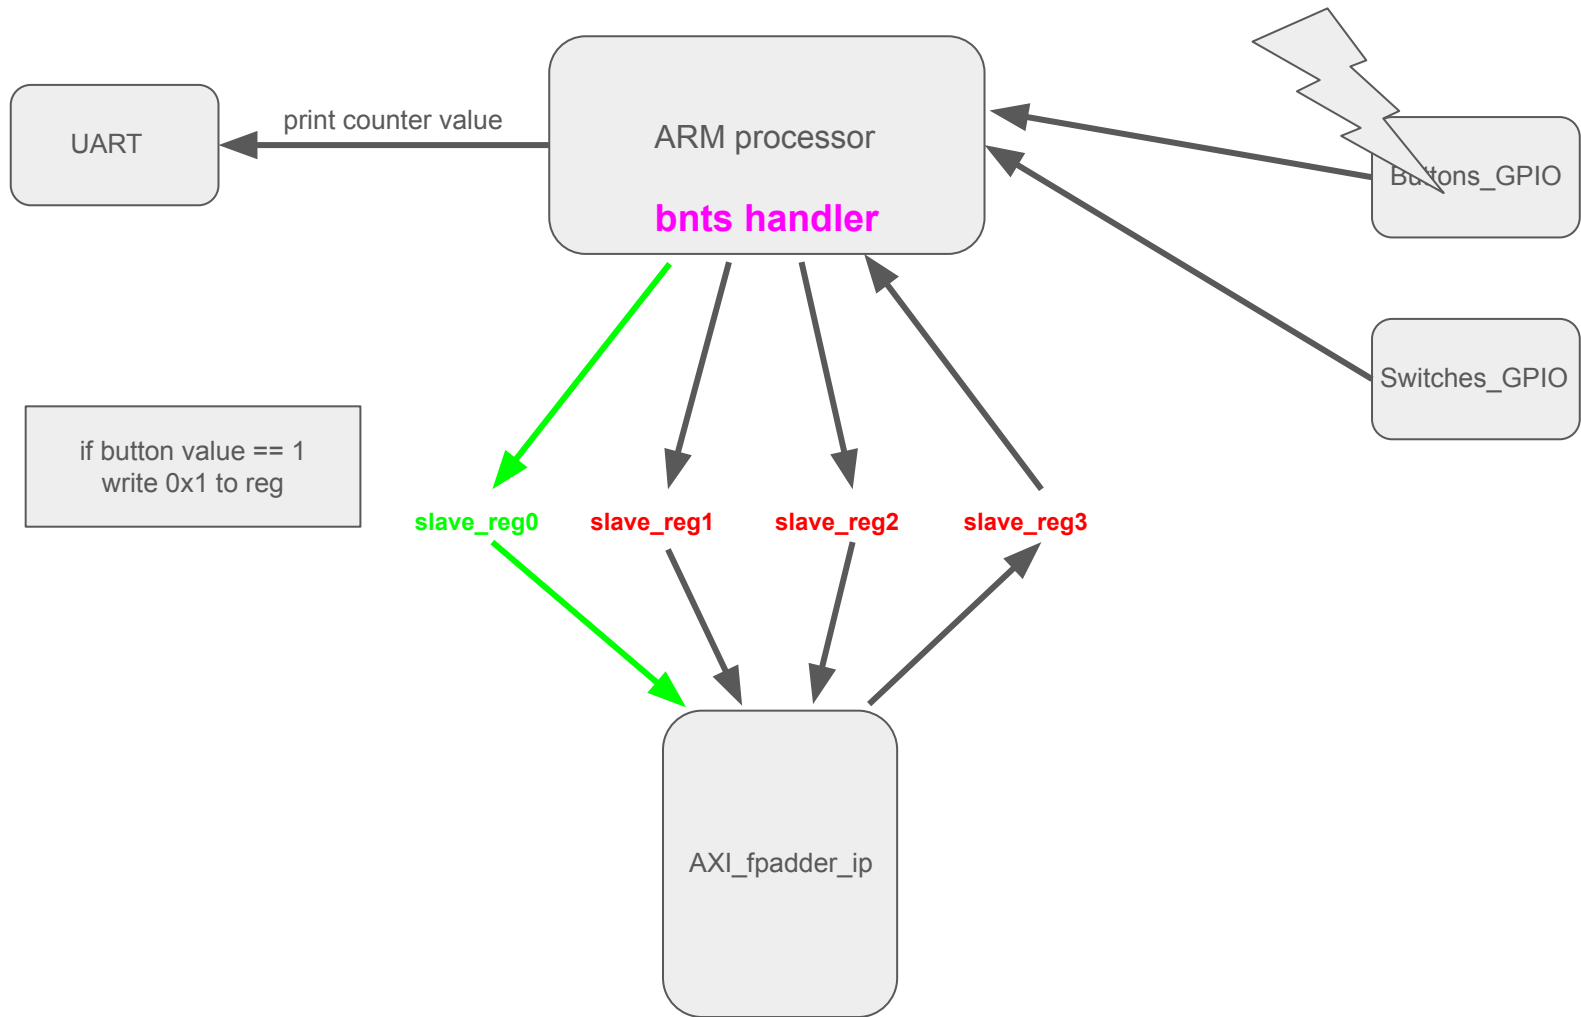 UART
print counter value
ARM processor
bnts handler
Buttons_GPIO
Switches_GPIO
if button value == 1
write 0x1 to reg
slave_reg0
slave_reg1
slave_reg2
slave_reg3
AXI_fpadder_ip